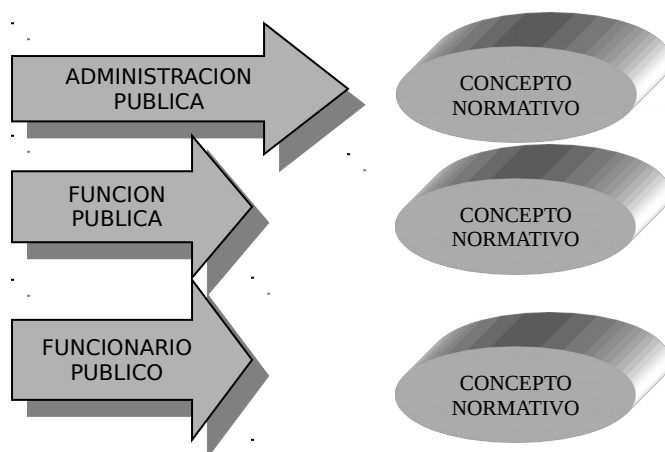 ADMINISTRACION
PUBLICA
CONCEPTO
NORMATIVO
FUNCION
PUBLICA
CONCEPTO
NORMATIVO
FUNCIONARIO
PUBLICO
CONCEPTO
NORMATIVO